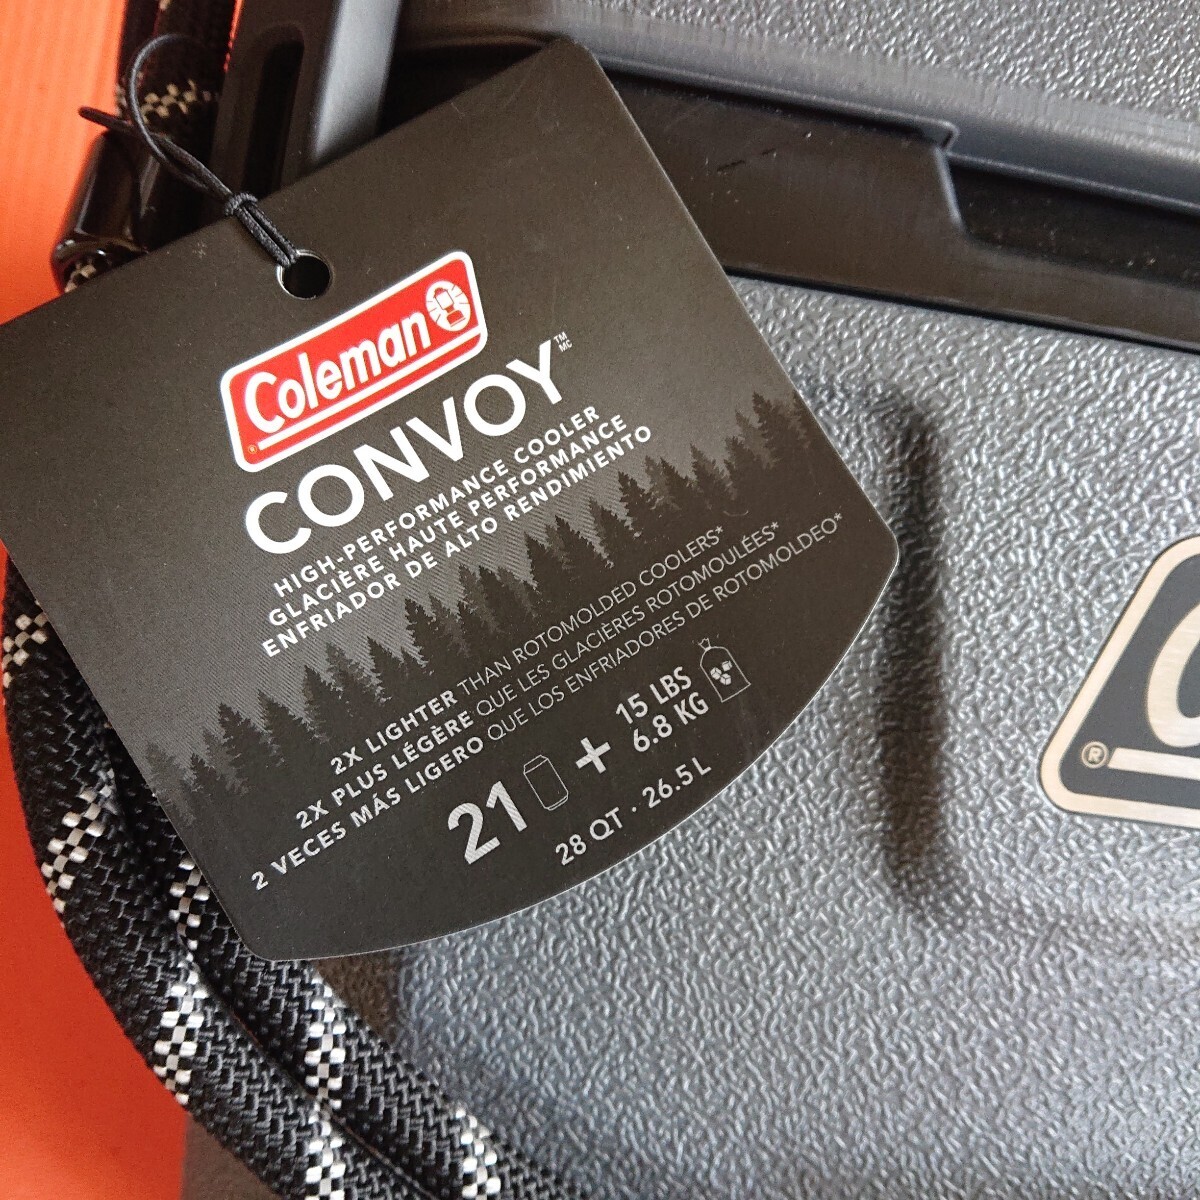 Coleman
®
CONVOY™ MC
HIGH-PERFORMANCE COOLER
GLACIÈRE HAUTE PERFORMANCE
ENFRIADOR DE ALTO RENDIMIENTO
2X LIGHTER THAN ROTOMOLDED COOLERS*
2X PLUS LÉGÈRE QUE LES GLACIÈRES ROTOMOULÉES*
2 VECES MÁS LIGERO QUE LOS ENFRIADORES DE ROTOMOLDEO*
21 + 15 LBS
6.8 KG
28 QT · 26.5 L
®